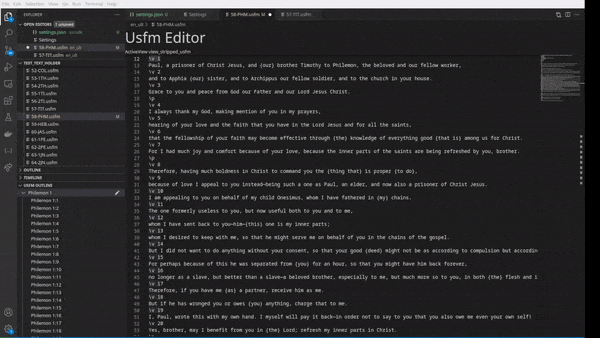 File Edit Selection View Go Run Terminal Help
EXPLORER
OPEN EDITORS 1 unsaved
settings.json .vscode
Settings
58-PHM.usfm en_ult M
57-TIT.usfm en_ult
TEST_TEXT_HOLDER
52-COL.usfm
53-1TH.usfm
54-2TH.usfm
55-1TI.usfm
56-2TI.usfm
57-TIT.usfm
58-PHM.usfm M
59-HEB.usfm
60-JAS.usfm
61-1PE.usfm
62-2PE.usfm
63-1JN.usfm
64-2JN.usfm
OUTLINE
TIMELINE
USFM OUTLINE
Philemon 1
Philemon 1:1
Philemon 1:2
Philemon 1:3
Philemon 1:4
Philemon 1:5
Philemon 1:6
Philemon 1:7
Philemon 1:8
Philemon 1:9
Philemon 1:10
Philemon 1:11
Philemon 1:12
Philemon 1:13
Philemon 1:14
Philemon 1:15
Philemon 1:16
Philemon 1:17
Philemon 1:18
settings.json
Settings
58-PHM.usfm M
57-TIT.usfm
en_ult > 58-PHM.usfm
Usfm Editor
ActiveView view_stripped_usfm
12 \v 1
13 Paul, a prisoner of Christ Jesus, and {our} brother Timothy to Philemon, the beloved and our fellow worker,
14 \v 2
15 and to Apphia {our} sister, and to Archippus our fellow soldier, and to the church in your house.
16 \v 3
17 Grace to you and peace from God our Father and our Lord Jesus Christ.
18 \p
19 \v 4
20 I always thank my God, making mention of you in my prayers,
21 \v 5
22 hearing of your love and the faith that you have in the Lord Jesus and for all the saints,
23 \v 6
24 that the fellowship of your faith may become effective through {the} knowledge of everything good {that is} among us for Christ.
25 \v 7
26 For I had much joy and comfort because of your love, because the inner parts of the saints are being refreshed by you, brother.
27 \p
28 \v 8
29 Therefore, having much boldness in Christ to command you the {thing that} is proper {to do},
30 \v 9
31 because of love I appeal to you instead—being such a one as Paul, an elder, and now also a prisoner of Christ Jesus.
32 \v 10
33 I am appealing to you on behalf of my child Onesimus, whom I have fathered in {my} chains.
34 \v 11
35 The one formerly useless to you, but now useful both to you and to me,
36 \v 12
37 whom I have sent back to you—him—{this} one is my inner parts;
38 \v 13
39 whom I desired to keep with me, so that he might serve me on behalf of you in the chains of the gospel.
40 \v 14
41 But I did not want to do anything without your consent, so that your good {deed} might not be as according to compulsion but accordin
42 \v 15
43 For perhaps because of this he was separated from {you} for an hour, so that you might have him back forever,
44 \v 16
45 no longer as a slave, but better than a slave—a beloved brother, especially to me, but much more so to you, in both {the} flesh and i
46 \v 17
47 Therefore, if you have me {as} a partner, receive him as me.
48 \v 18
49 But if he has wronged you or owes {you} anything, charge that to me.
50 \v 19
51 I, Paul, wrote this with my own hand. I myself will pay it back—in order not to say to you that you also owe me even your own self!
52 \v 20
53 Yes, brother, may I benefit from you in {the} Lord; refresh my inner parts in Christ.